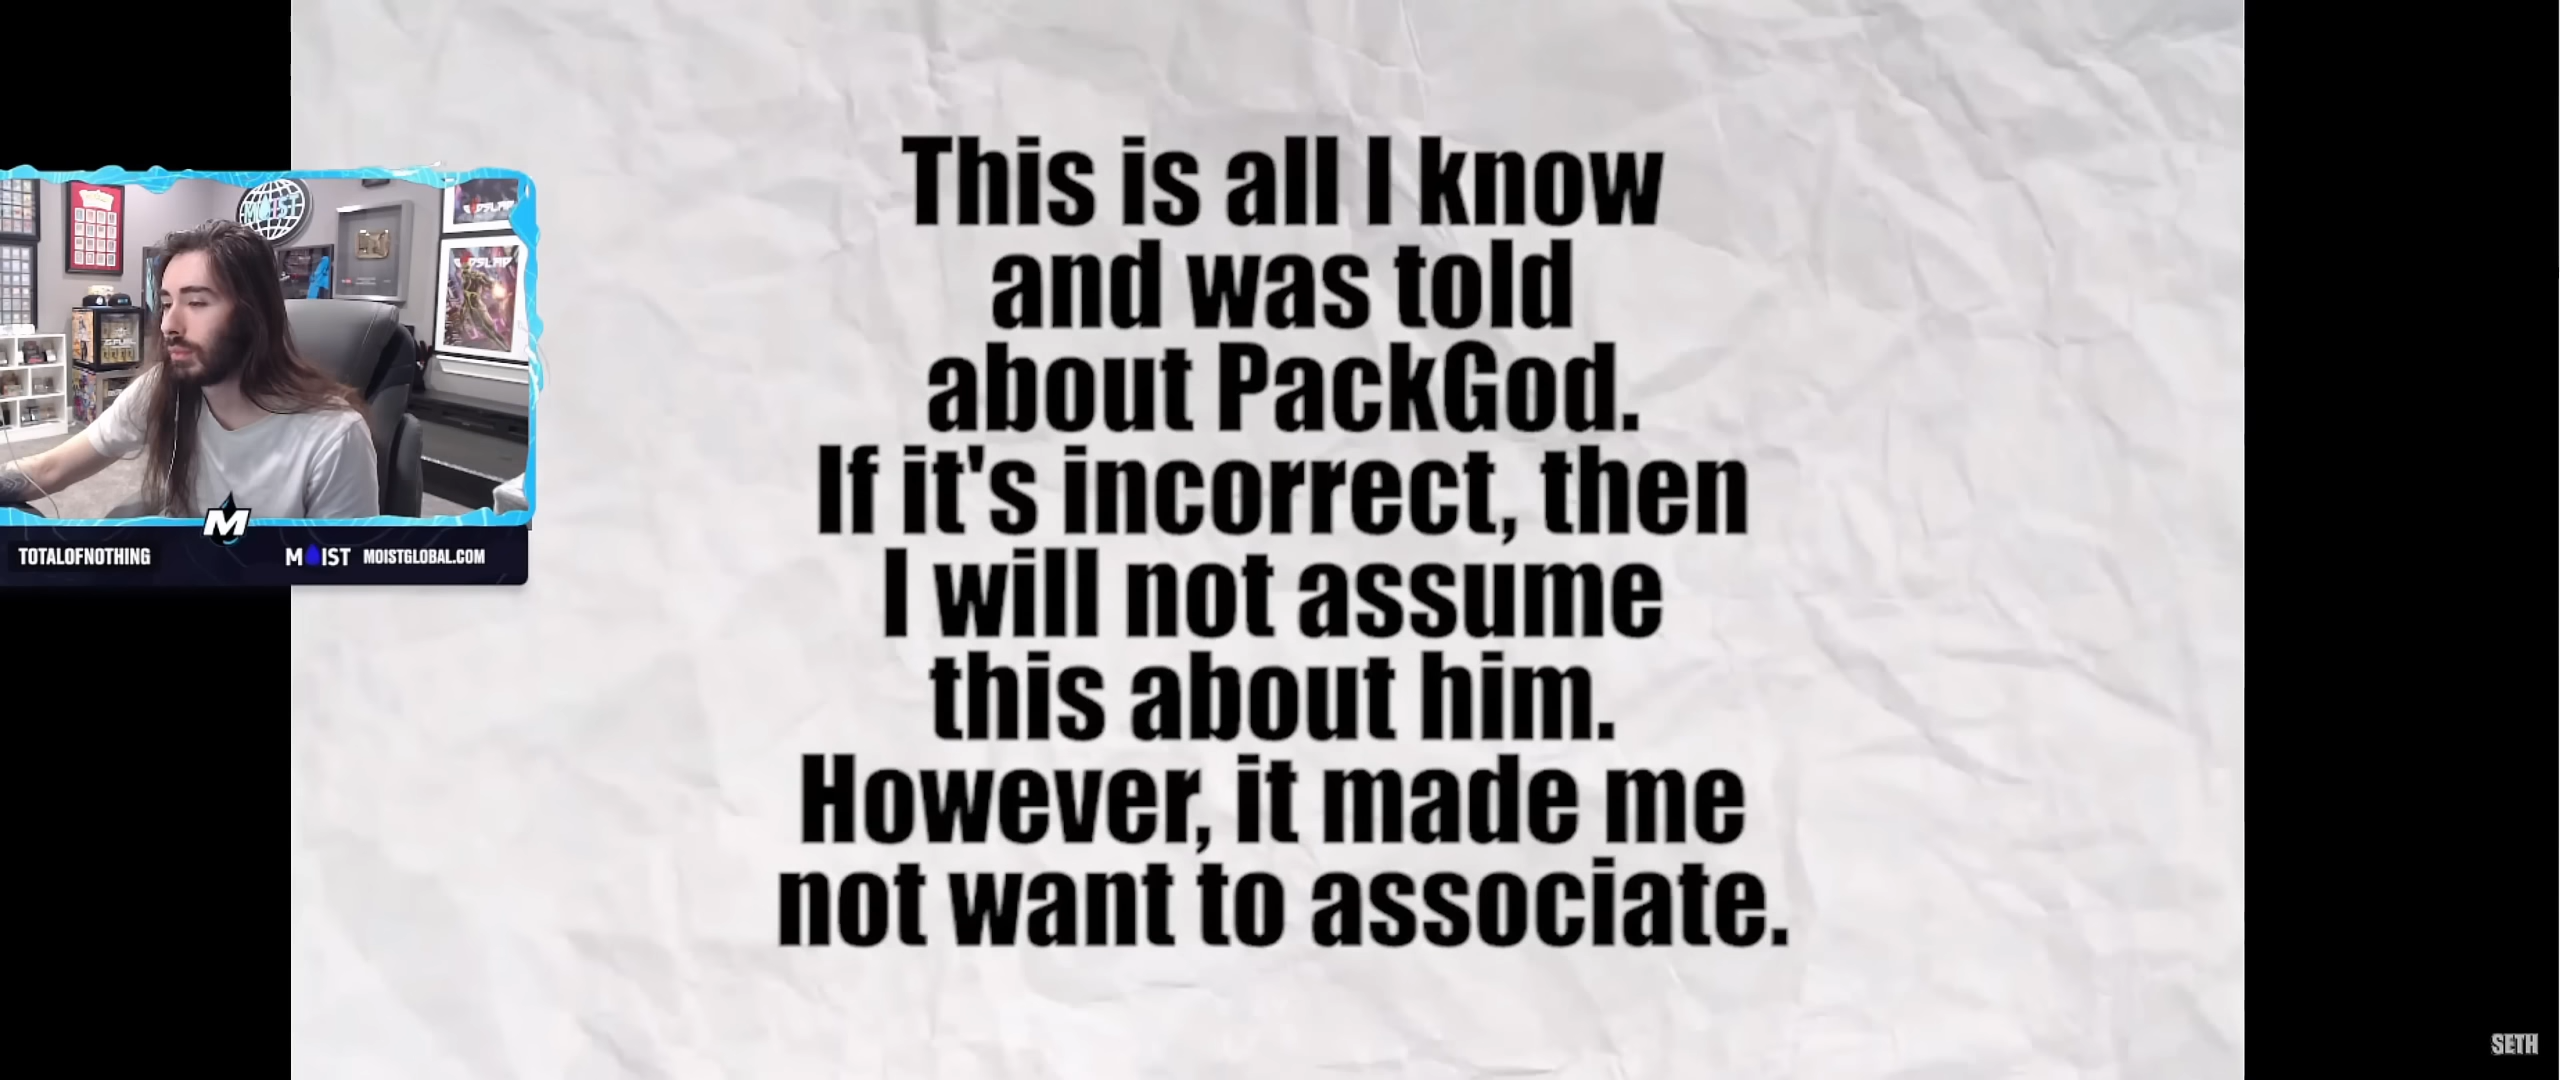 This is all I know
and was told
about PackGod.
If it's incorrect, then
I will not assume
this about him.
However, it made me
not want to associate.
MOIST
M
TOTALOFNOTHING
MOIST MOISTGLOBAL.COM
SETH